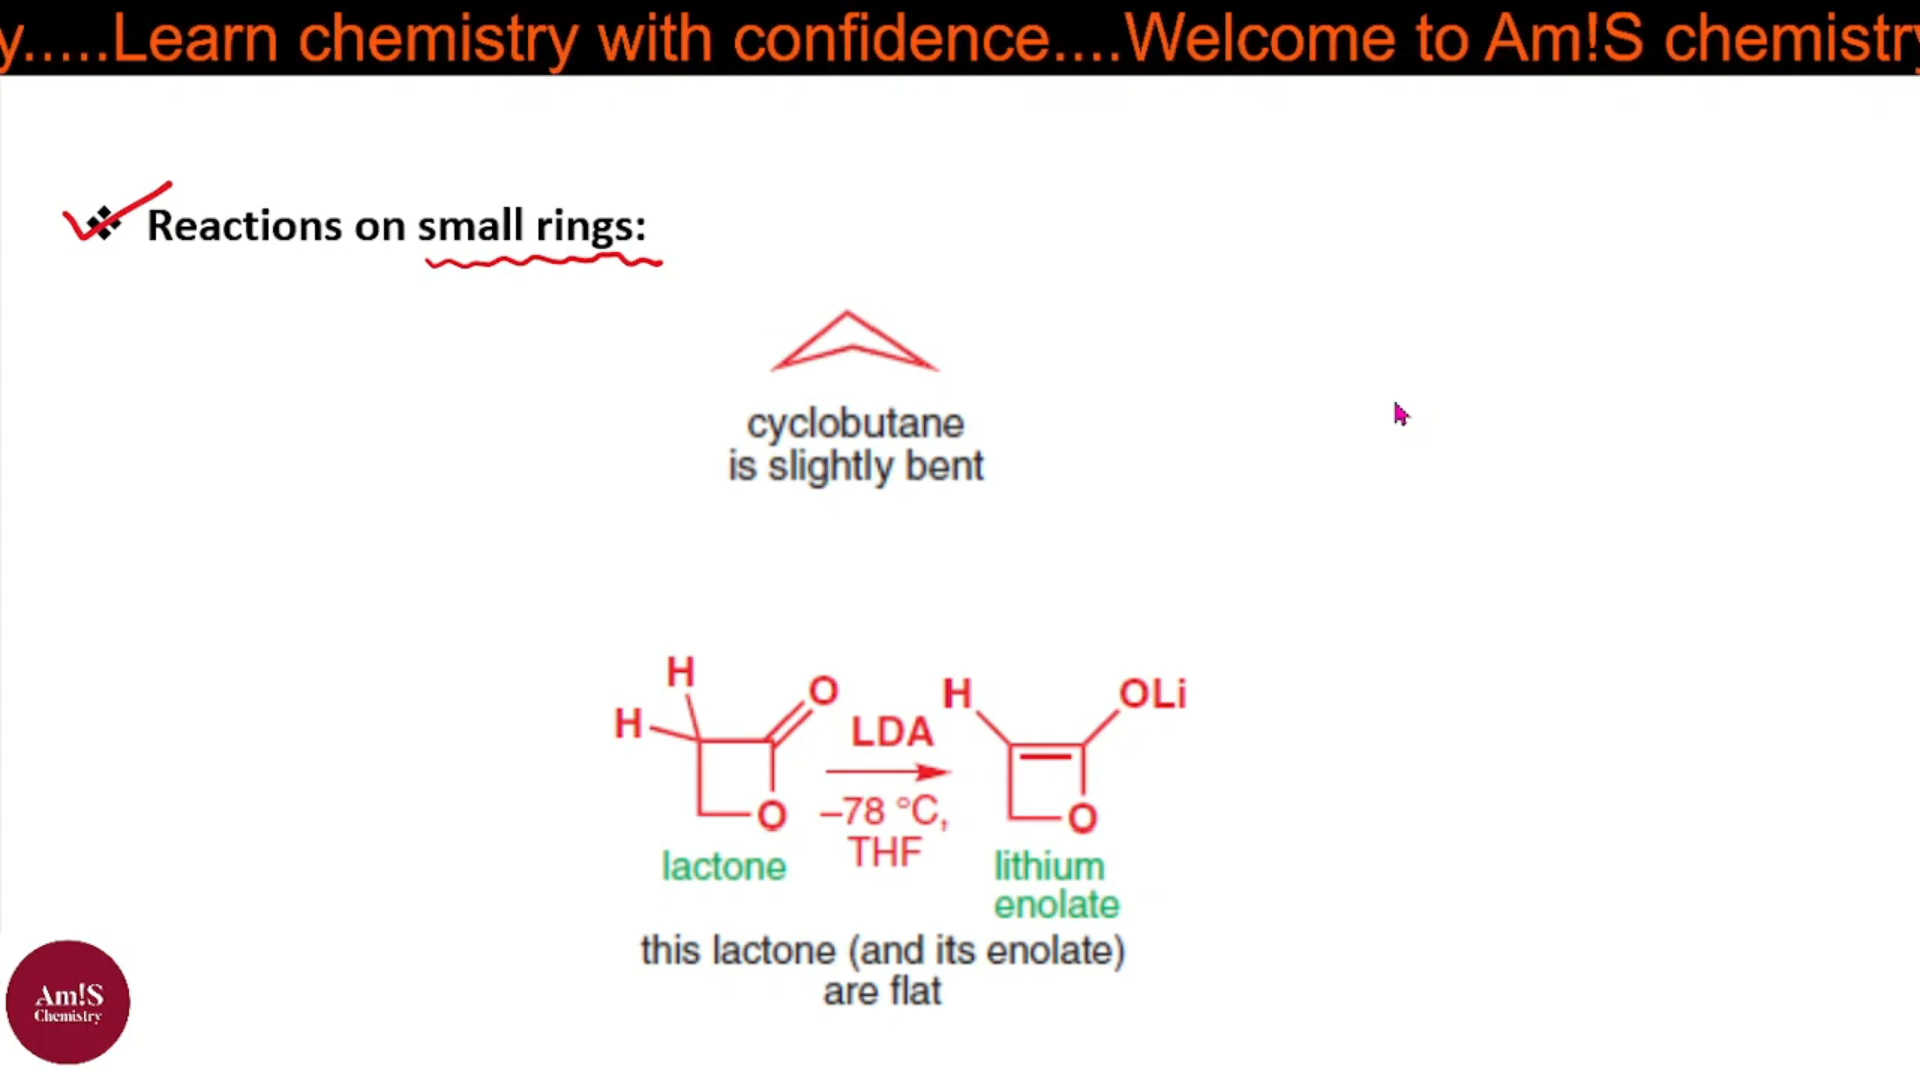 y.....Learn chemistry with confidence....Welcome to Am!S chemistry
❖ Reactions on small rings:
cyclobutane
is slightly bent
H
H
O
O
lactone
LDA
–78 °C,
THF
H
OLi
O
lithium
enolate
this lactone (and its enolate)
are flat
Am!S
Chemistry